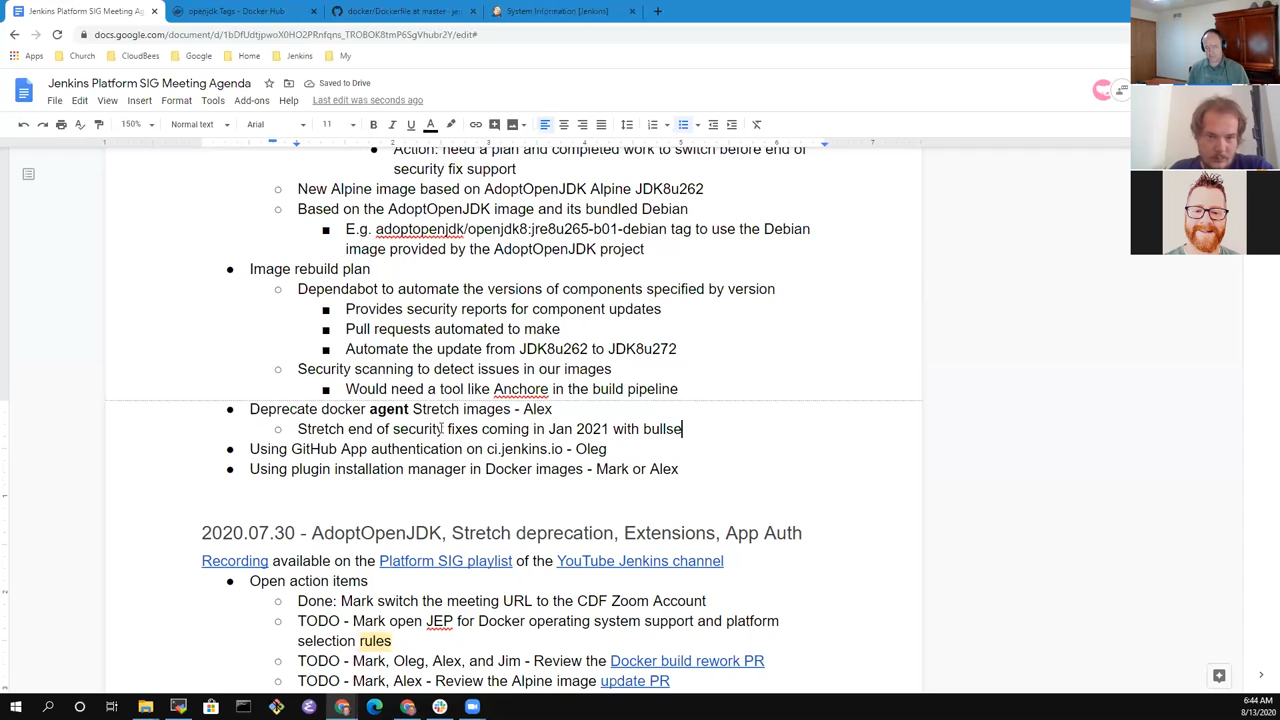 Jenkins Platform SIG Meeting Ag
openjdk Tags - Docker Hub
docker/Dockerfile at master · jen
System Information [Jenkins]
docs.google.com/document/d/1bDfUdtjpwoX0HO2PRnfqns_TROBOK8tmP6SgVhubr2Y/edit#
Apps
Church
CloudBees
Google
Home
Jenkins
My
Jenkins Platform SIG Meeting Agenda
Saved to Drive
File Edit View Insert Format Tools Add-ons Help Last edit was seconds ago
150% Normal text Arial 11 B I U A
1 1 2 3 4 5 6 7
Action: need a plan and completed work to switch before end of
security fix support
New Alpine image based on AdoptOpenJDK Alpine JDK8u262
Based on the AdoptOpenJDK image and its bundled Debian
E.g. adoptopenjdk/openjdk8:jre8u265-b01-debian tag to use the Debian
image provided by the AdoptOpenJDK project
Image rebuild plan
Dependabot to automate the versions of components specified by version
Provides security reports for component updates
Pull requests automated to make
Automate the update from JDK8u262 to JDK8u272
Security scanning to detect issues in our images
Would need a tool like Anchore in the build pipeline
Deprecate docker agent Stretch images - Alex
Stretch end of security fixes coming in Jan 2021 with bullse
Using GitHub App authentication on ci.jenkins.io - Oleg
Using plugin installation manager in Docker images - Mark or Alex
2020.07.30 - AdoptOpenJDK, Stretch deprecation, Extensions, App Auth
Recording available on the Platform SIG playlist of the YouTube Jenkins channel
Open action items
Done: Mark switch the meeting URL to the CDF Zoom Account
TODO - Mark open JEP for Docker operating system support and platform
selection rules
TODO - Mark, Oleg, Alex, and Jim - Review the Docker build rework PR
TODO - Mark, Alex - Review the Alpine image update PR
6:44 AM
8/13/2020